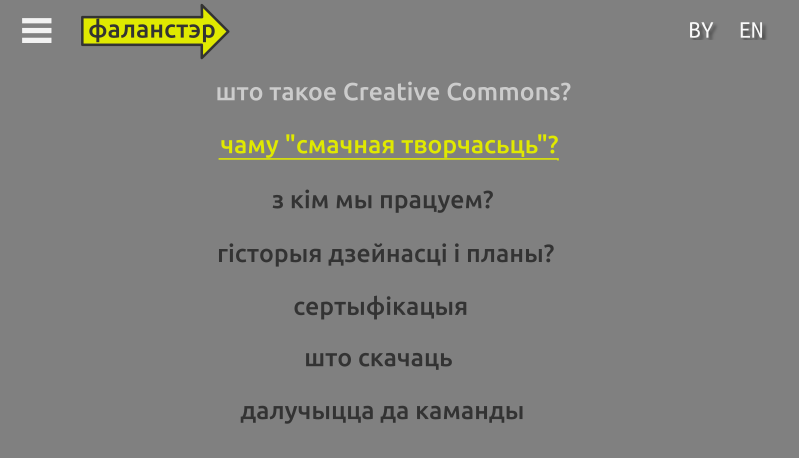 фаланстэр
BY EN
што такое Creative Commons?
чаму "смачная творчасьць"?
з кім мы працуем?
гісторыя дзейнасці і планы?
сертыфікацыя
што скачаць
далучыцца да каманды